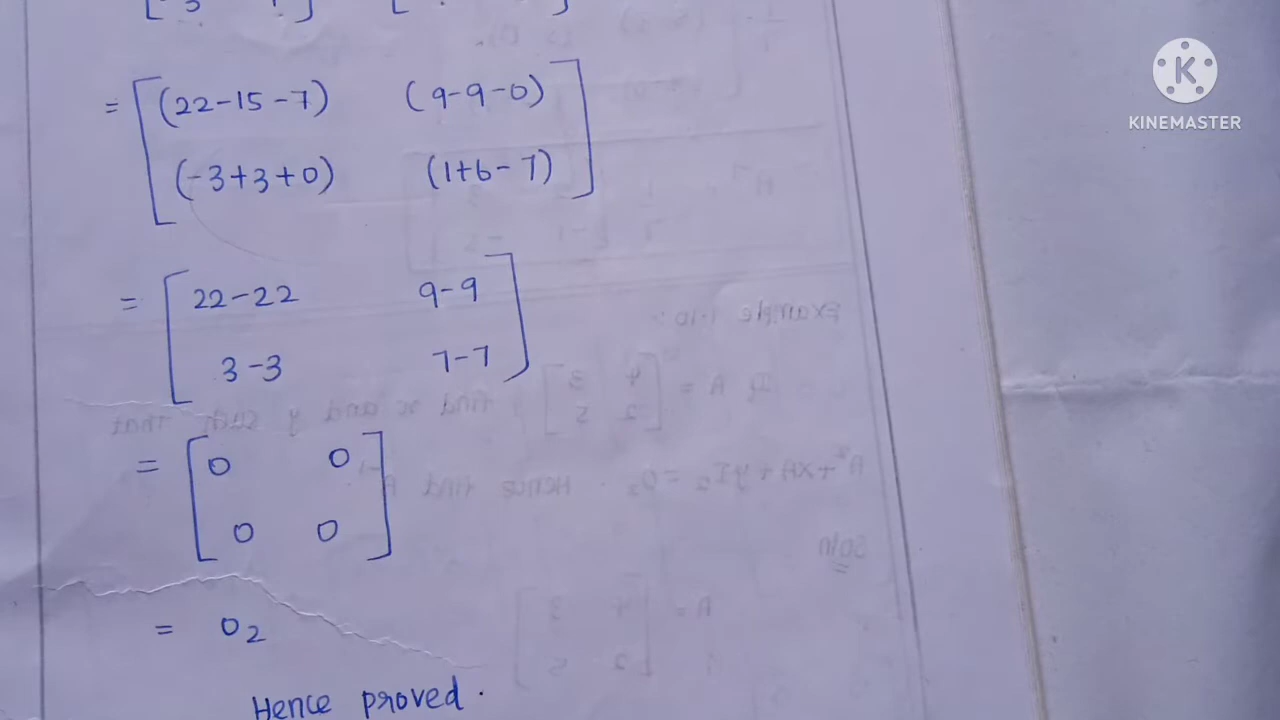 = [ (22-15-7) (9-9-0)
(-3+3+0) (1+6-7) ]
= [ 22-22 9-9
3-3 7-7 ]
= [ 0 0
0 0 ]
= O2
Hence proved.
KINEMASTER